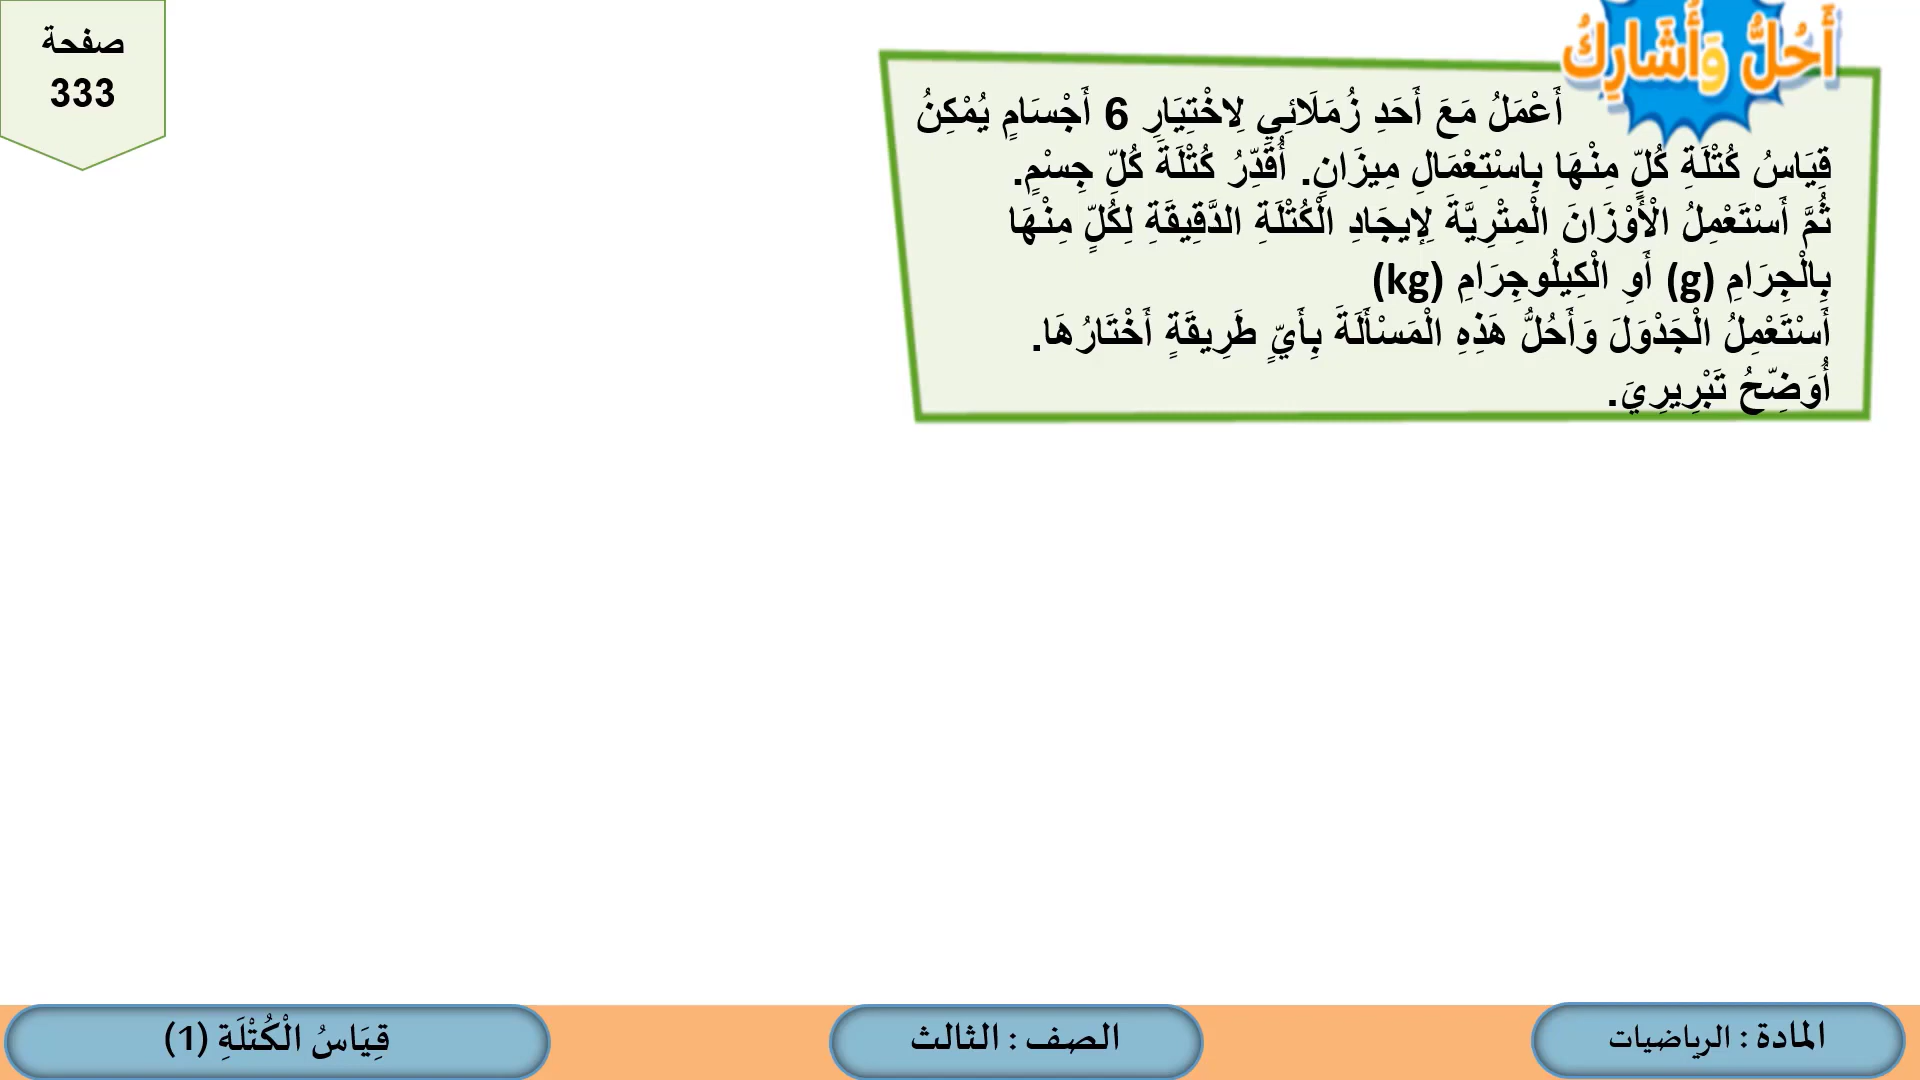 صفحة
333
أَحُلُّ وَأُشَارِكُ
أَعْمَلُ مَعَ أَحَدِ زُمَلَائِي لِاخْتِيَارِ 6 أَجْسَامٍ يُمْكِنُ
قِيَاسُ كُتْلَةِ كُلٍّ مِنْهَا بِاسْتِعْمَالِ مِيزَانٍ. أُقَدِّرُ كُتْلَةَ كُلِّ جِسْمٍ.
ثُمَّ أَسْتَعْمِلُ الْأَوْزَانَ الْمِتْرِيَّةَ لِإِيجَادِ الْكُتْلَةِ الدَّقِيقَةِ لِكُلٍّ مِنْهَا
بِالْجِرَامِ (g) أَوِ الْكِيلُوجِرَامِ (kg)
أَسْتَعْمِلُ الْجَدْوَلَ وَأَحُلُّ هَذِهِ الْمَسْأَلَةَ بِأَيِّ طَرِيقَةٍ أَخْتَارُهَا.
أُوَضِّحُ تَبْرِيرِيَ.
المادة : الرياضيات
الصف : الثالث
قِيَاسُ الْكُتْلَةِ (1)